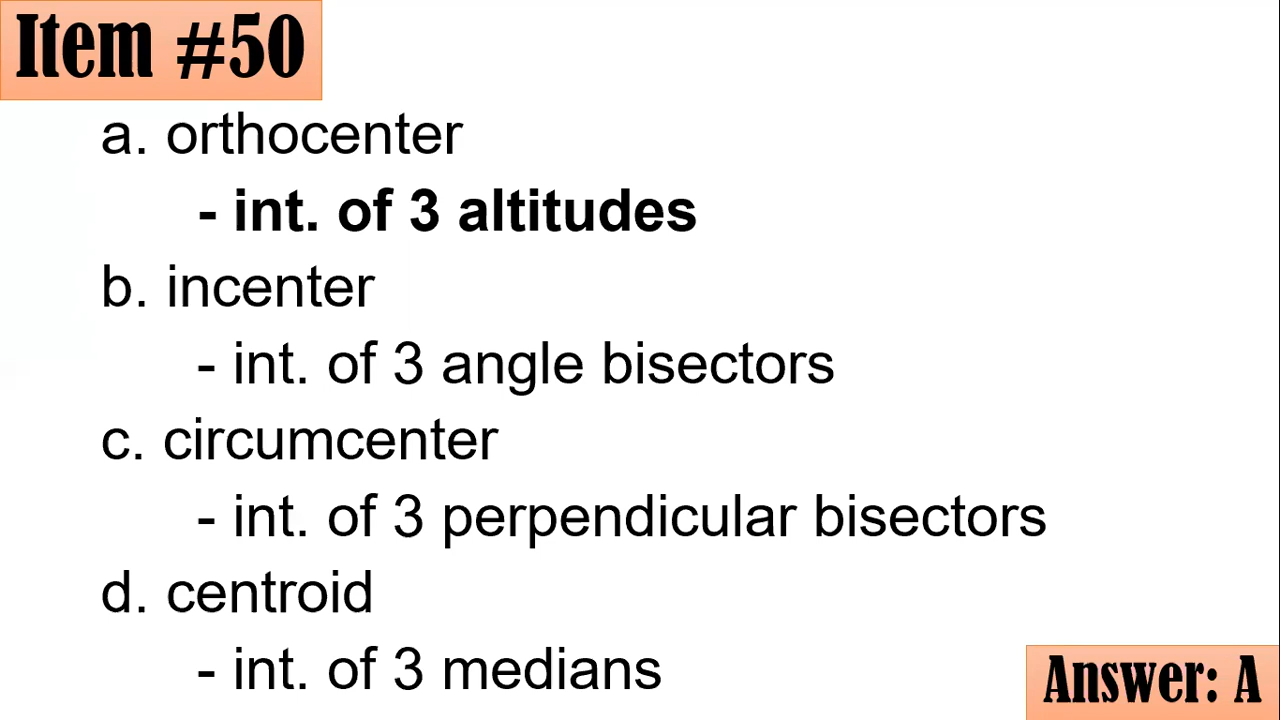 Item #50
a. orthocenter
- int. of 3 altitudes
b. incenter
- int. of 3 angle bisectors
c. circumcenter
- int. of 3 perpendicular bisectors
d. centroid
- int. of 3 medians
Answer: A